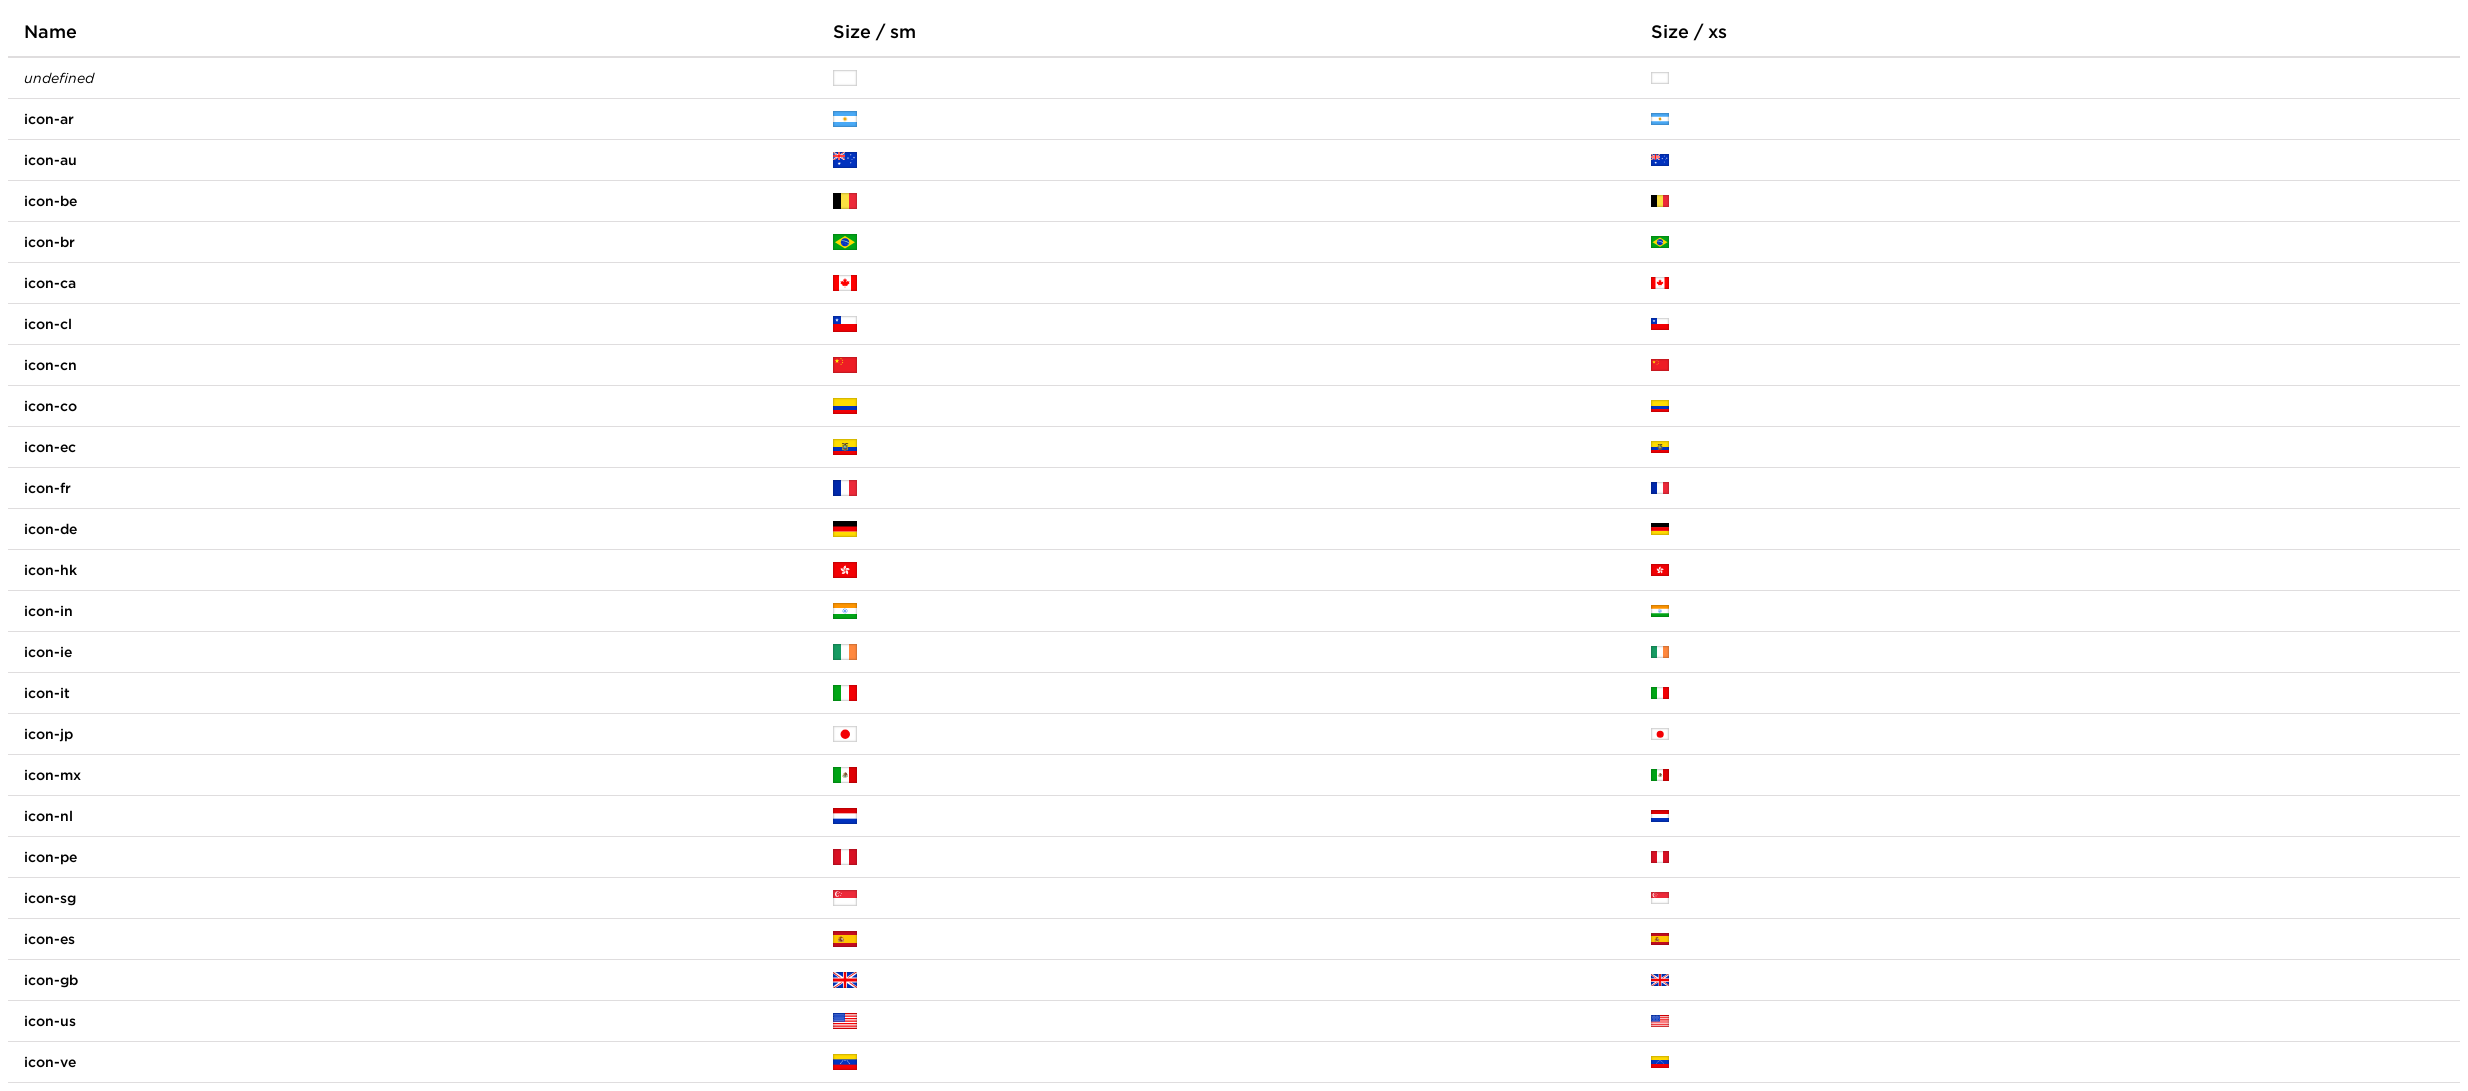 Name Size / sm Size / xs
undefined
icon-ar
icon-au
icon-be
icon-br
icon-ca
icon-cl
icon-cn
icon-co
icon-ec
icon-fr
icon-de
icon-hk
icon-in
icon-ie
icon-it
icon-jp
icon-mx
icon-nl
icon-pe
icon-sg
icon-es
icon-gb
icon-us
icon-ve